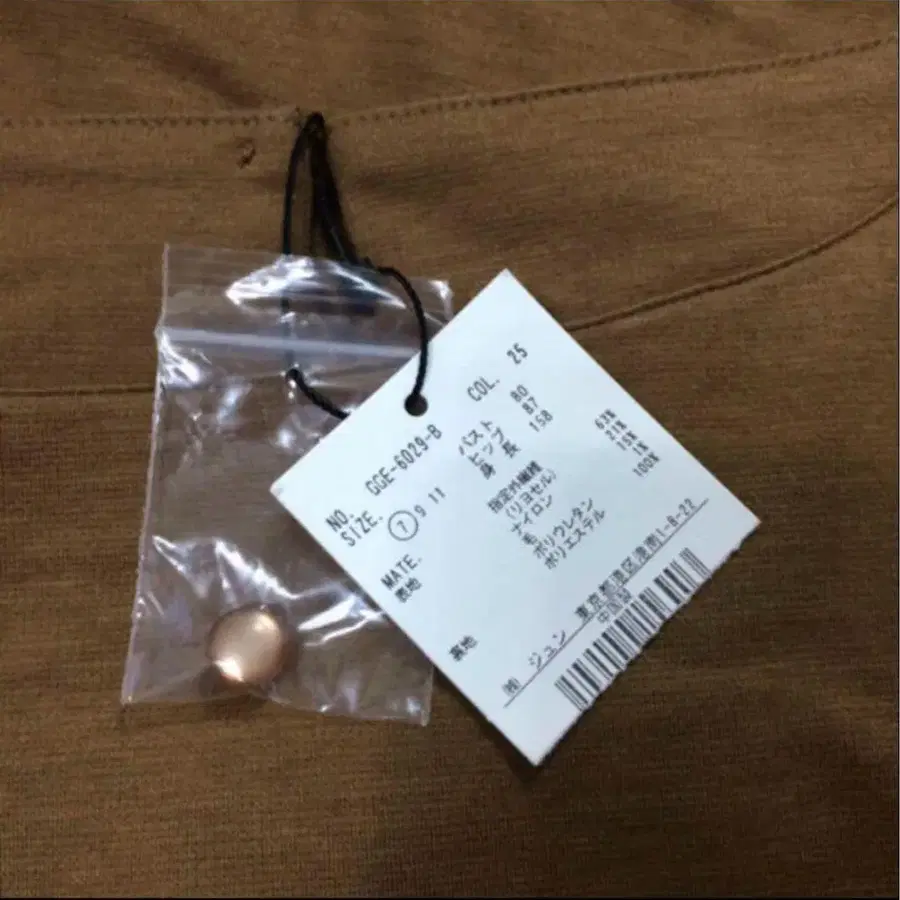 NO. GGE-6029-B COL. 25
SIZE. 7 9 11
バスト 80
ヒップ 87
身長 158
MATE.
表地 指定外繊維
(リヨセル) 63%
ナイロン 21%
毛 15%
ポリウレタン 1%
裏地 ポリエステル 100%
㈱ ジュン 東京都港区港南1-8-22
中国製